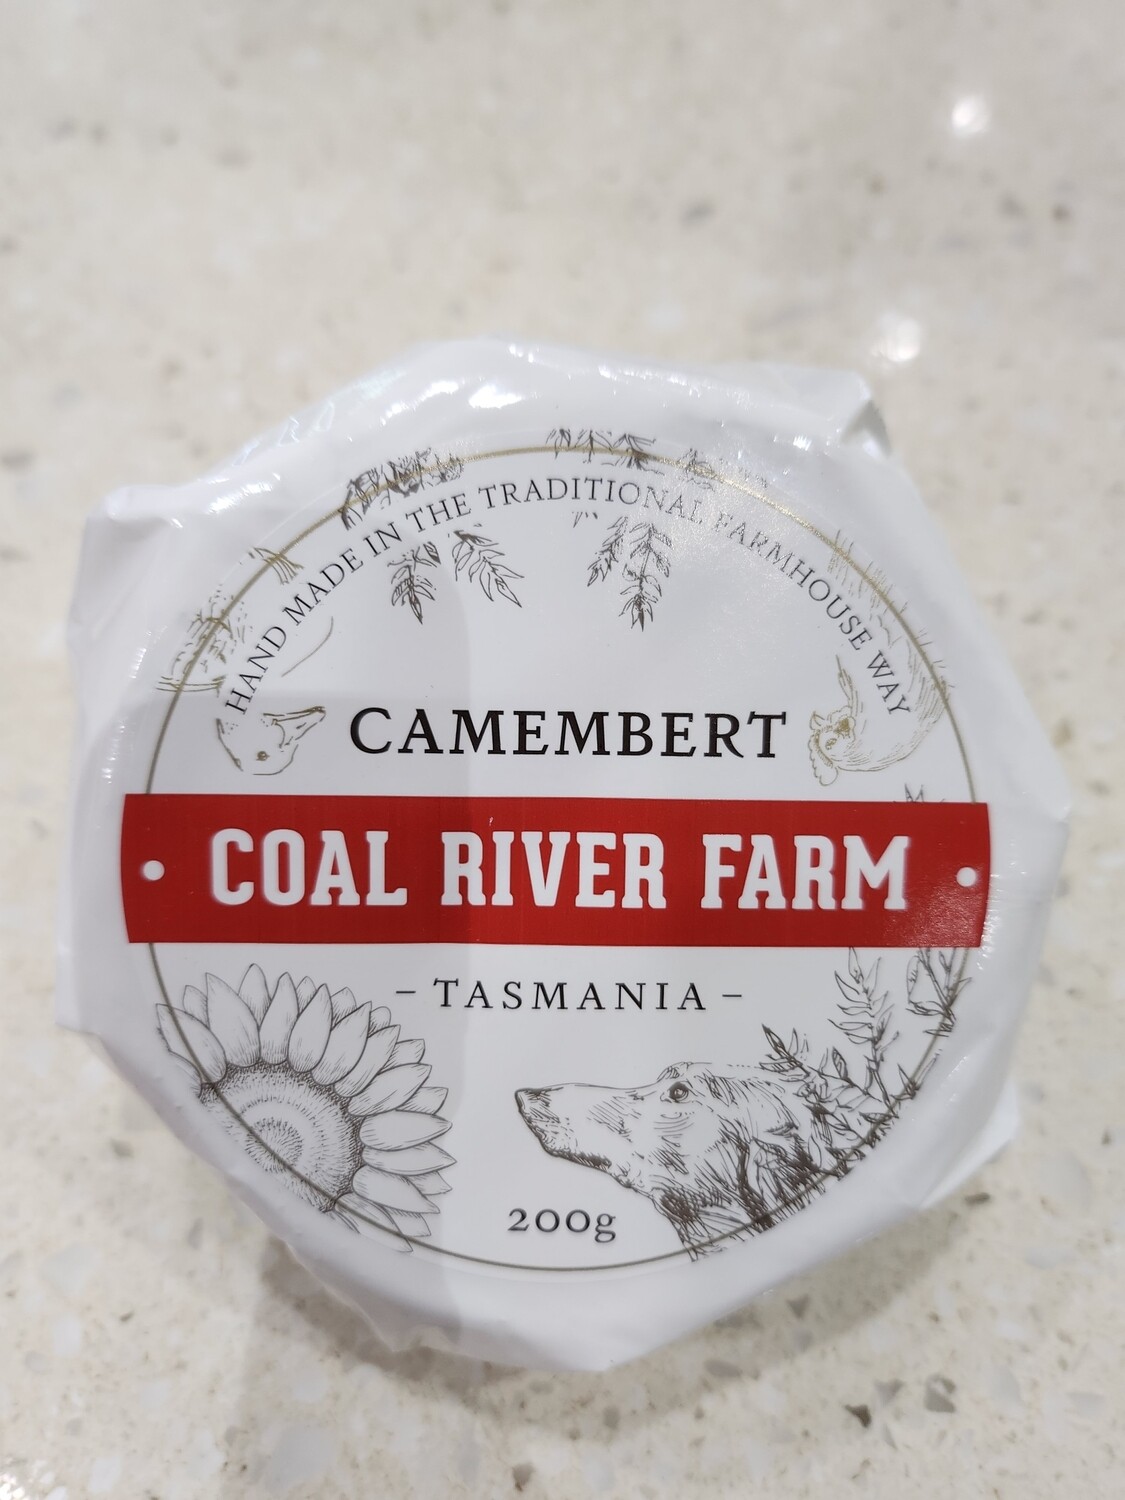 HAND MADE IN THE TRADITIONAL FARMHOUSE WAY
CAMEMBERT
COAL RIVER FARM
– TASMANIA –
200g